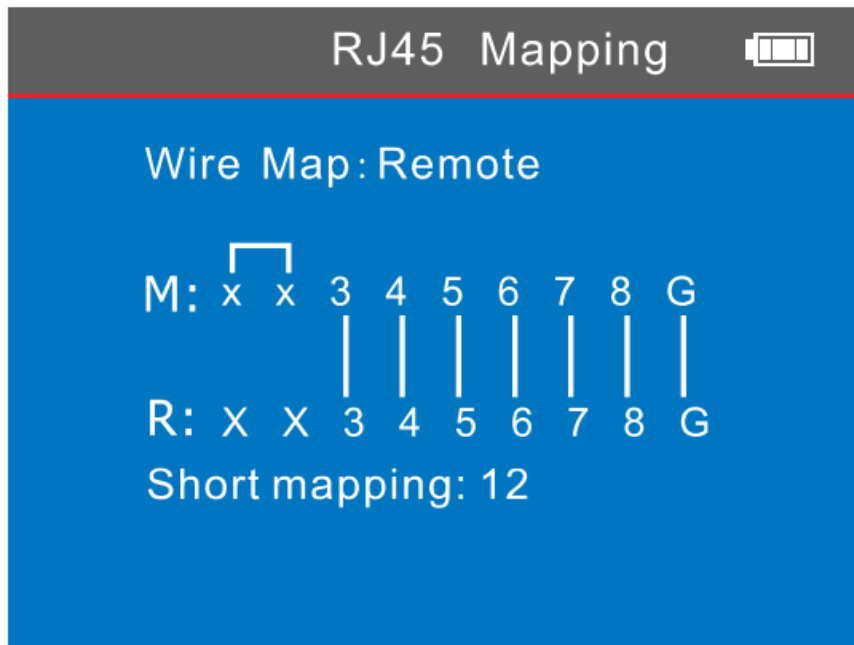 RJ45 Mapping
Wire Map: Remote
M: x x 3 4 5 6 7 8 G
R: X X 3 4 5 6 7 8 G
Short mapping: 12